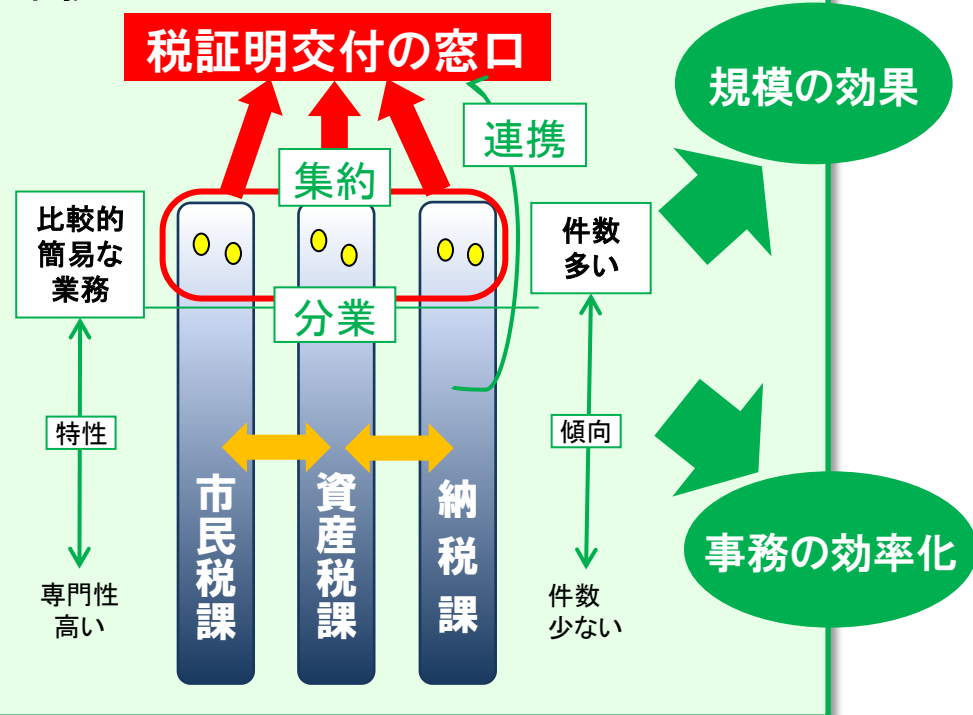 税証明交付の窓口
規模の効果
連携
集約
比較的
簡易な
業務
件数
多い
分業
特性
傾向
市民税課
資産税課
納税課
事務の効率化
専門性
高い
件数
少ない